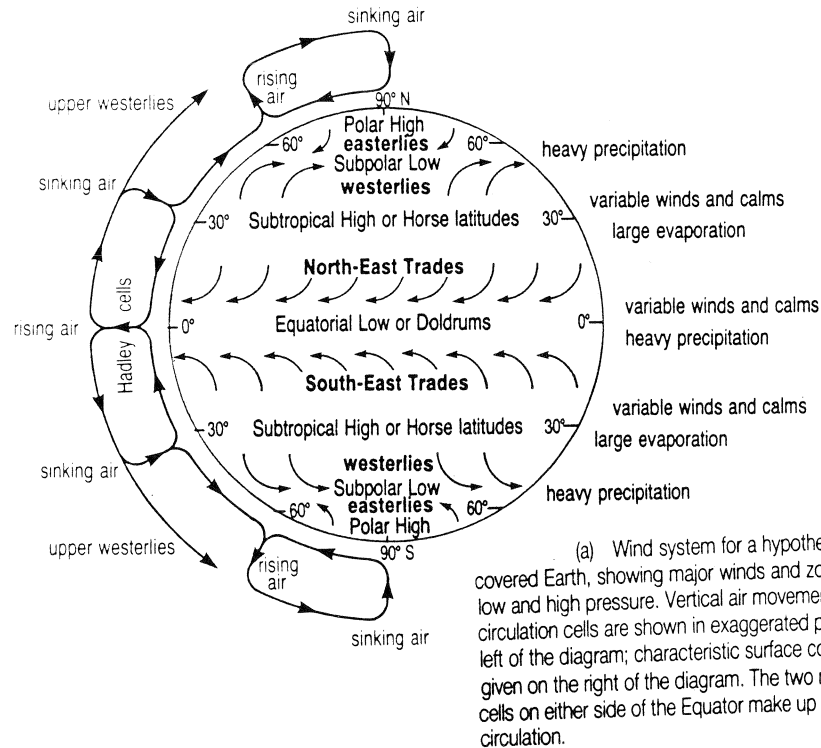 sinking air
rising air
90° N
upper westerlies
Polar High
60° easterlies 60°
heavy precipitation
Subpolar Low
sinking air
westerlies
variable winds and calms
30° Subtropical High or Horse latitudes 30°
large evaporation
North-East Trades
cells
variable winds and calms
rising air
0° Equatorial Low or Doldrums 0°
heavy precipitation
Hadley
South-East Trades
variable winds and calms
30° Subtropical High or Horse latitudes 30°
large evaporation
sinking air
westerlies
Subpolar Low
heavy precipitation
60° easterlies 60°
Polar High
upper westerlies
90° S
rising air
sinking air
(a) Wind system for a hypothe
covered Earth, showing major winds and zo
low and high pressure. Vertical air moveme
circulation cells are shown in exaggerated p
left of the diagram; characteristic surface co
given on the right of the diagram. The two
cells on either side of the Equator make up
circulation.